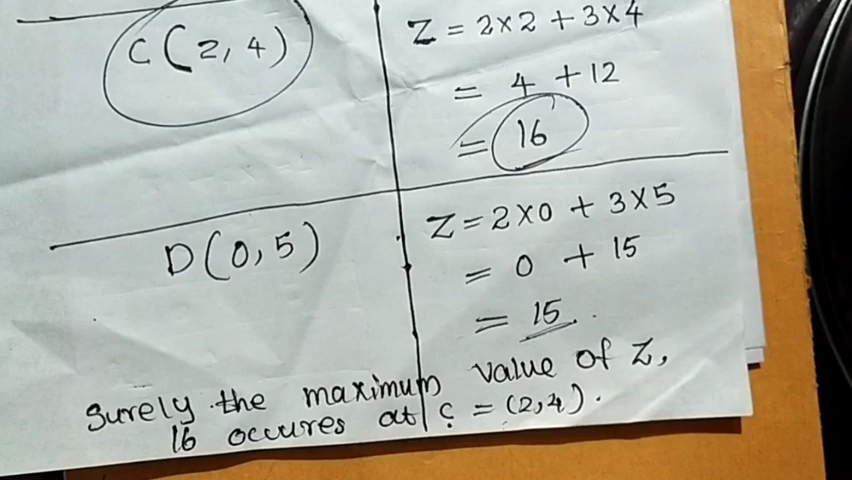 C(2,4)
Z = 2×2 + 3×4
= 4 + 12
= 16
D(0,5)
Z = 2×0 + 3×5
= 0 + 15
= 15.
Surely the maximum value of Z,
16 occures at C = (2,4).